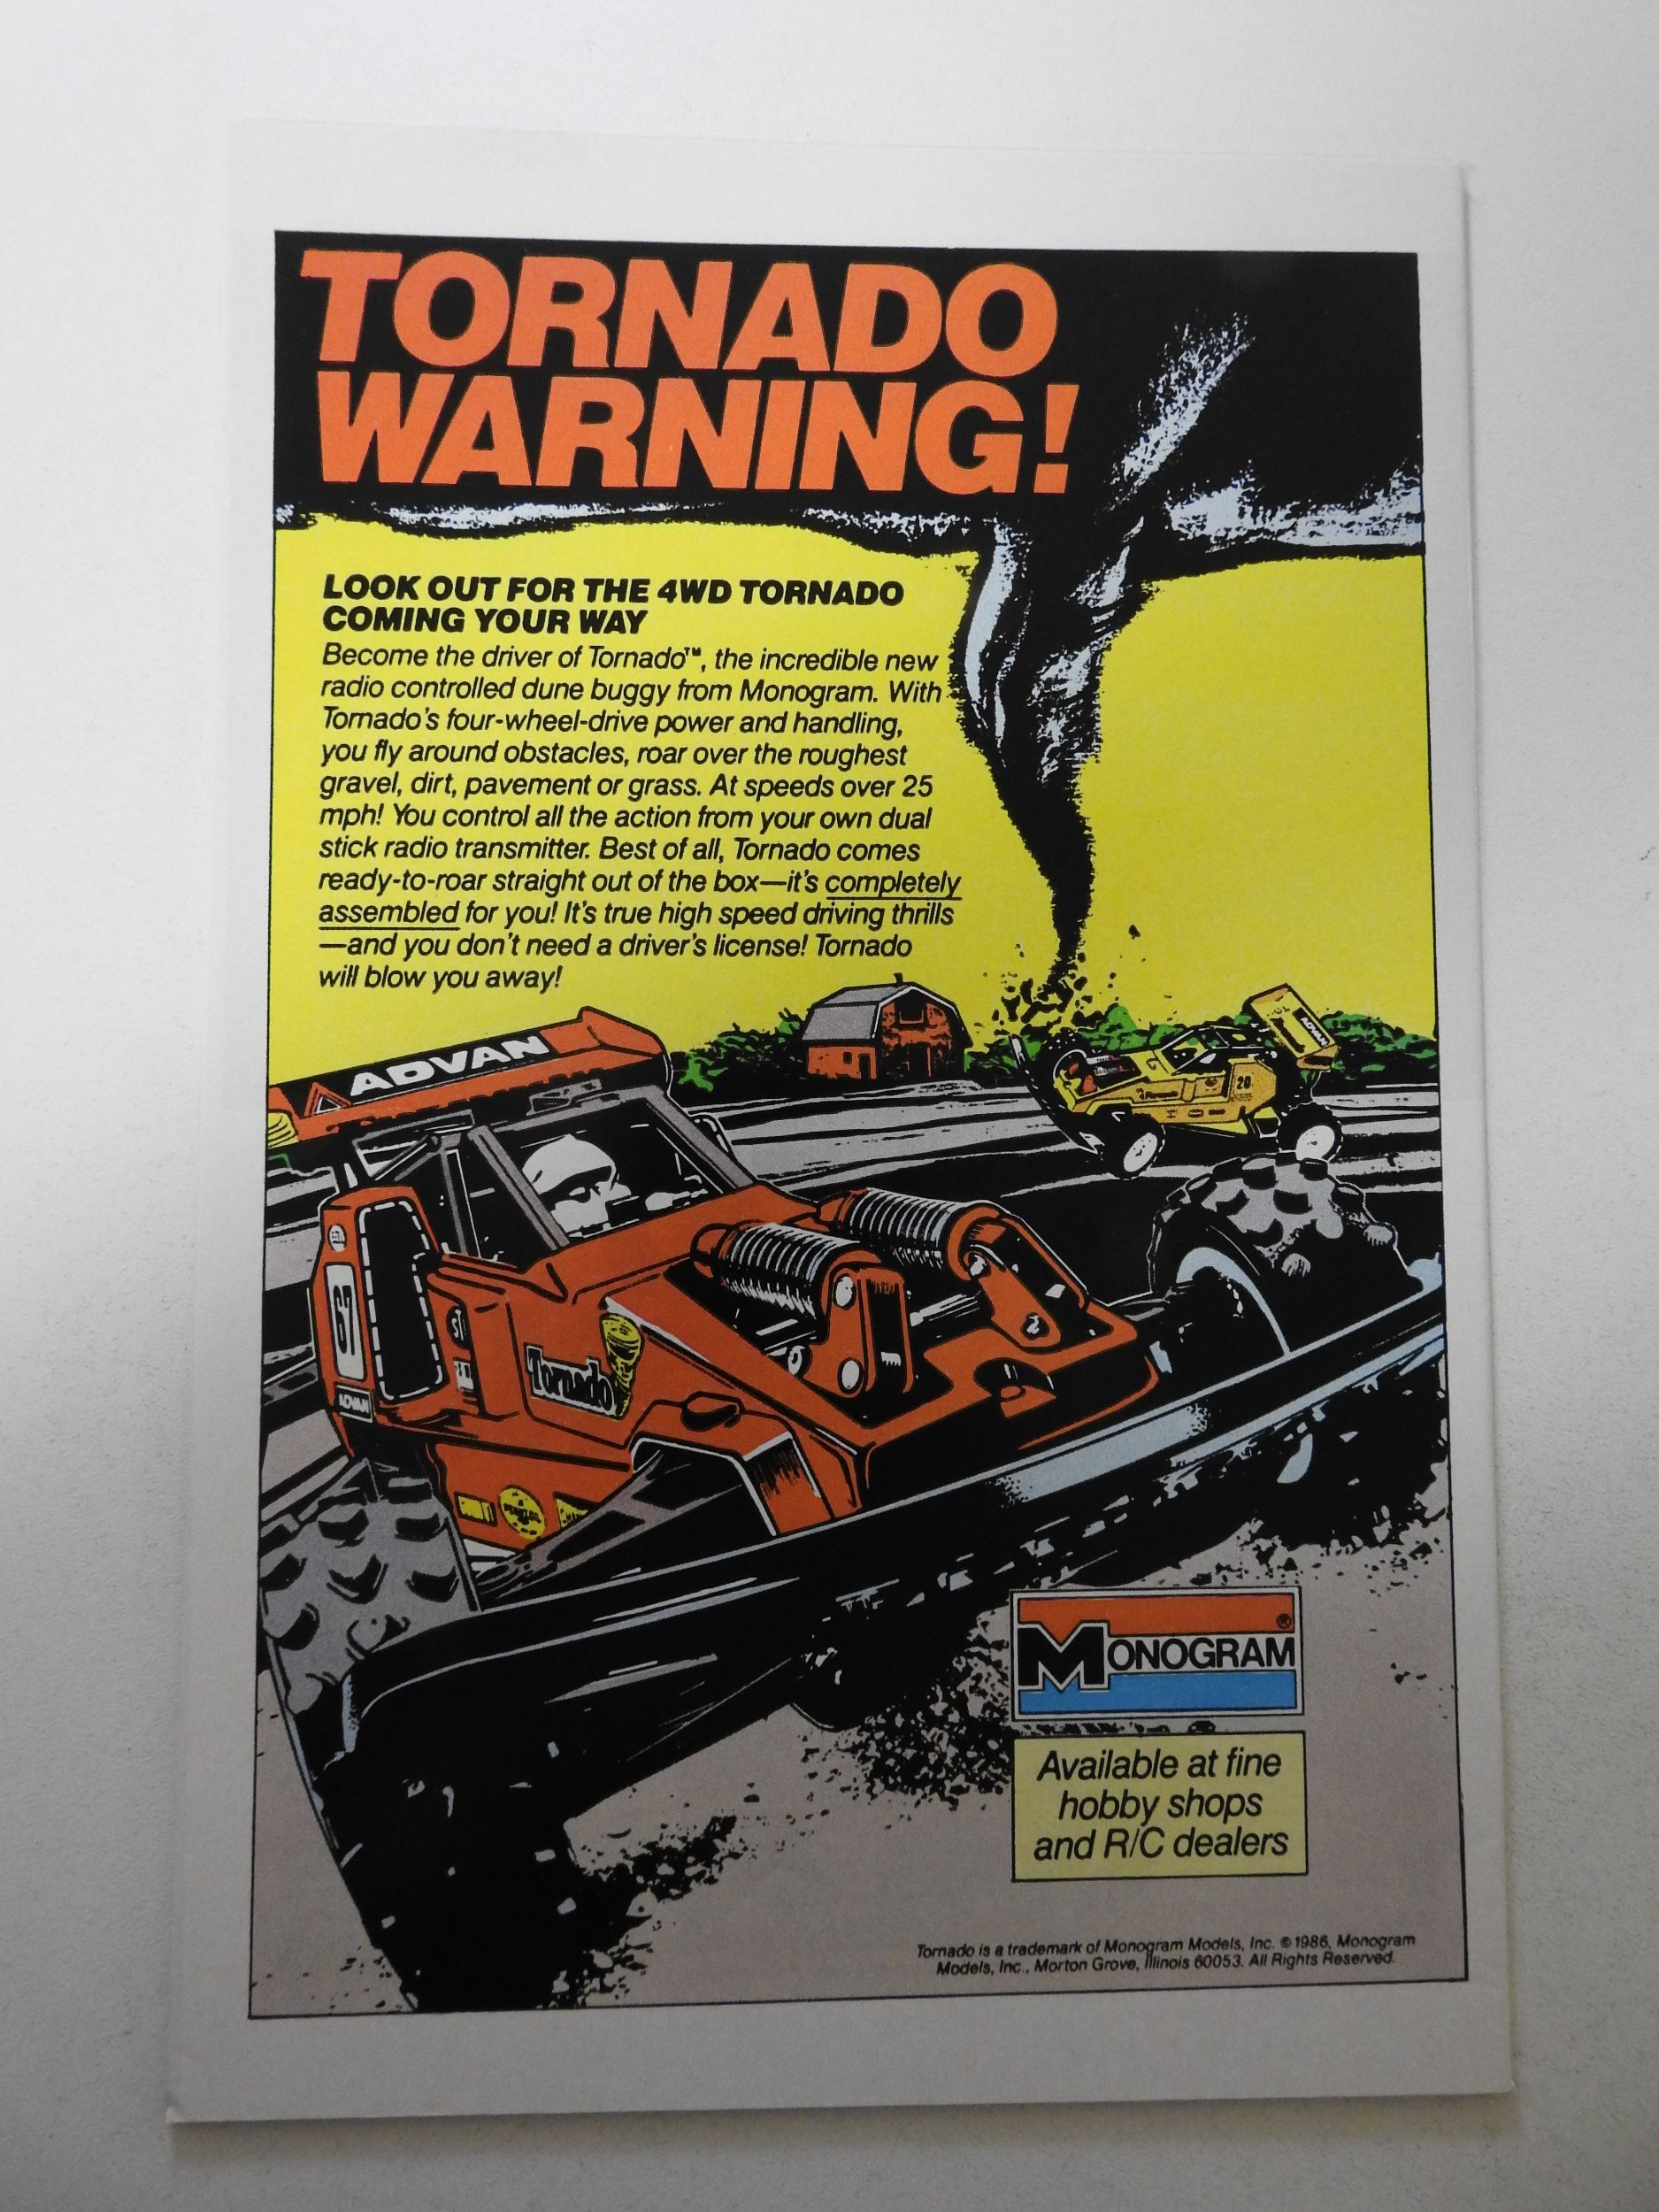 TORNADO
WARNING!
LOOK OUT FOR THE 4WD TORNADO
COMING YOUR WAY
Become the driver of Tornado™, the incredible new
radio controlled dune buggy from Monogram. With
Tornado's four-wheel-drive power and handling,
you fly around obstacles, roar over the roughest
gravel, dirt, pavement or grass. At speeds over 25
mph! You control all the action from your own dual
stick radio transmitter. Best of all, Tornado comes
ready-to-roar straight out of the box—it's completely
assembled for you! It's true high speed driving thrills
—and you don't need a driver's license! Tornado
will blow you away!
ADVAN
ADVAN
20
67
Tornado
ADVAN
MONOGRAM®
Available at fine
hobby shops
and R/C dealers
Tornado is a trademark of Monogram Models, Inc. © 1986, Monogram
Models, Inc., Morton Grove, Illinois 60053. All Rights Reserved.